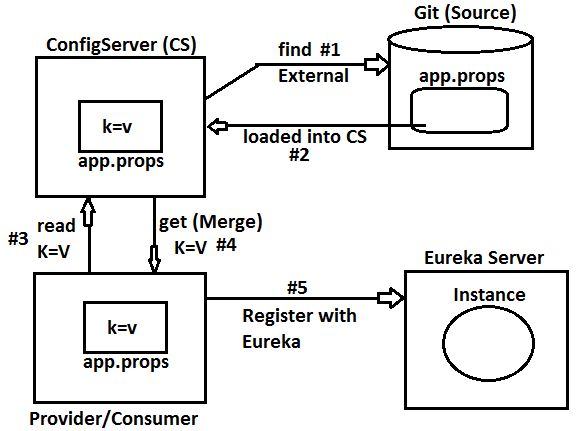 Git (Source)
ConfigServer (CS)
find #1
External
app.props
k=v
app.props
loaded into CS
#2
#3 read
K=V
get (Merge)
K=V #4
Eureka Server
#5
Instance
Register with
Eureka
k=v
app.props
Provider/Consumer